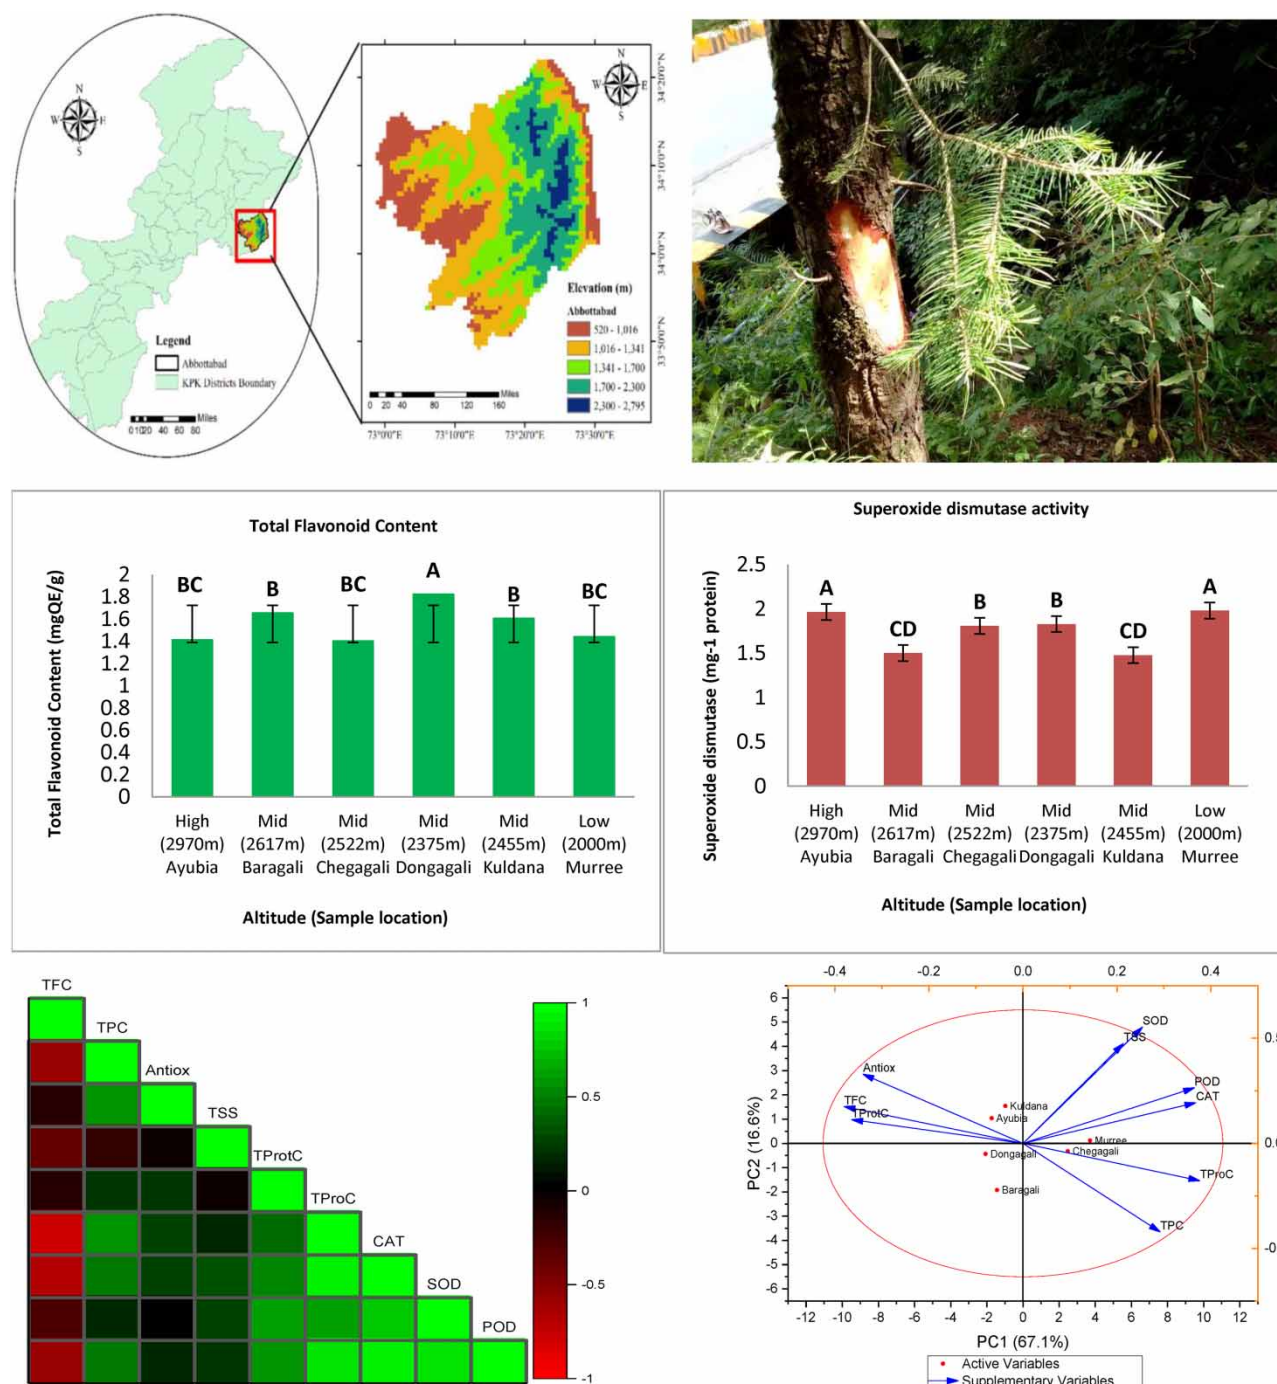 N
W E
S
Legend
Abbottabad
KPK Districts Boundary
Miles
0 10 20 40 60 80
N
W E
S
34°20'0"N
34°10'0"N
34°0'0"N
33°50'0"N
Elevation (m)
Abbottabad
520 - 1,016
1,016 - 1,341
1,341 - 1,700
1,700 - 2,300
2,300 - 2,795
Miles
0 20 40 80 120 160
73°0'0"E 73°10'0"E 73°20'0"E 73°30'0"E
Total Flavonoid Content
Total Flavonoid Content (mgQE/g)
2
1.8
1.6
1.4
1.2
1
0.8
0.6
0.4
0.2
0
BC B BC A B BC
High Mid Mid Mid Mid Low
(2970m) (2617m) (2522m) (2375m) (2455m) (2000m)
Ayubia Baragali Chegagali Dongagali Kuldana Murree
Altitude (Sample location)
Superoxide dismutase activity
Superoxide dismutase (mg-1 protein)
2.5
2
1.5
1
0.5
0
A CD B B CD A
High Mid Mid Mid Mid Low
(2970m) (2617m) (2522m) (2375m) (2455m) (2000m)
Ayubia Baragali Chegagali Dongagali Kuldana Murree
Altitude (Sample location)
TFC
TPC
Antiox
TSS
TProtC
TProC
CAT
SOD
POD
1
0.5
0
-0.5
-1
-0.4 -0.2 0.0 0.2 0.4
6
5
4
3
2
1
0
-1
-2
-3
-4
-5
-6
PC2 (16.6%)
0.5
0.0
-0.
SOD
TSS
Antiox
POD
TFC
CAT
TProtC
Kuldana
Ayubia
Murree
Chegagali
Dongagali
TProC
Baragali
TPC
-12 -10 -8 -6 -4 -2 0 2 4 6 8 10 12
PC1 (67.1%)
Active Variables
Supplementary Variables